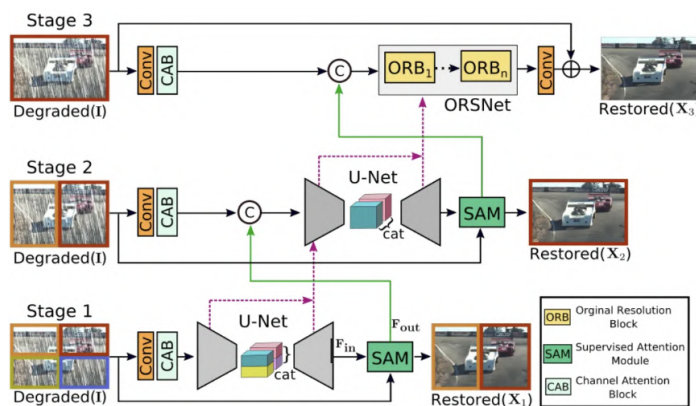 Stage 3
Conv
CAB
C
ORB1
ORBn
Conv
ORSNet
Degraded(I)
Restored(X3)
Stage 2
Conv
CAB
C
U-Net
cat
SAM
Degraded(I)
Restored(X2)
Stage 1
Conv
CAB
U-Net
cat
Fin
Fout
SAM
Degraded(I)
Restored(X1)
ORB
Orginal Resolution
Block
SAM
Supervised Attention
Module
CAB
Channel Attention
Block